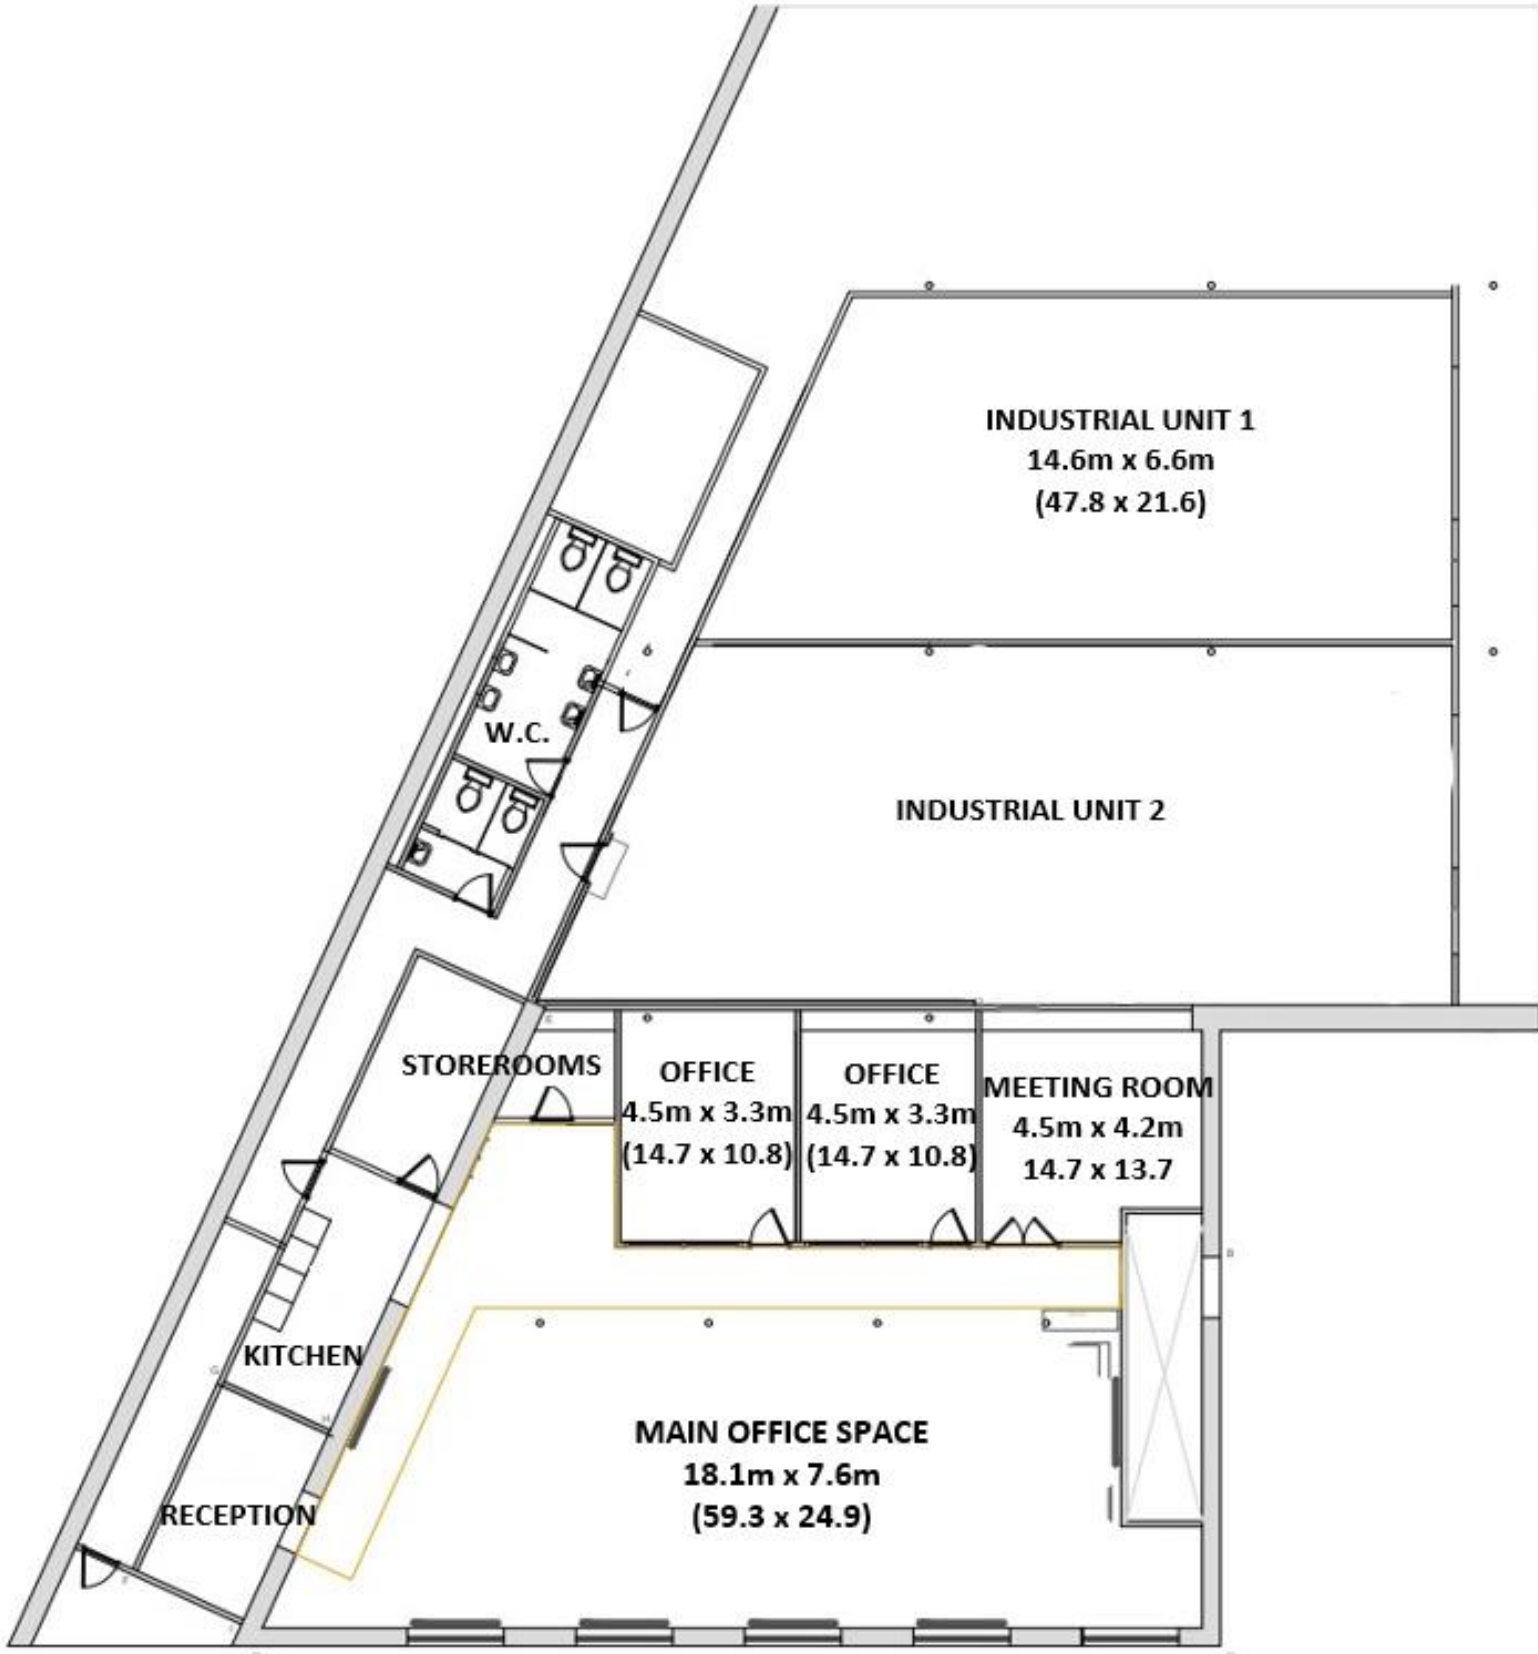 INDUSTRIAL UNIT 1
14.6m x 6.6m
(47.8 x 21.6)
W.C.
INDUSTRIAL UNIT 2
STOREROOMS
OFFICE
4.5m x 3.3m
(14.7 x 10.8)
OFFICE
4.5m x 3.3m
(14.7 x 10.8)
MEETING ROOM
4.5m x 4.2m
14.7 x 13.7
KITCHEN
G
H
MAIN OFFICE SPACE
18.1m x 7.6m
(59.3 x 24.9)
RECEPTION